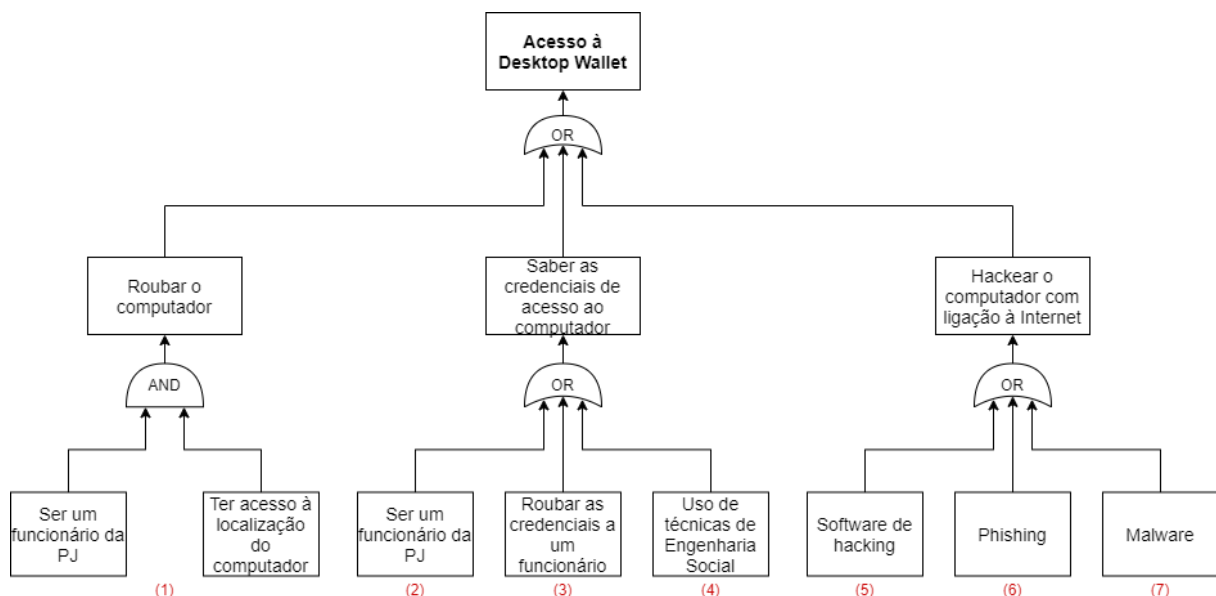 Acesso à
Desktop Wallet
OR
Roubar o
computador
Saber as
credenciais de
acesso ao
computador
Hackear o
computador com
ligação à Internet
AND
OR
OR
Ser um
funcionário da
PJ
Ter acesso à
localização
do
computador
Ser um
funcionário da
PJ
Roubar as
credenciais a
um
funcionário
Uso de
técnicas de
Engenharia
Social
Software de
hacking
Phishing
Malware
(1)
(2)
(3)
(4)
(5)
(6)
(7)